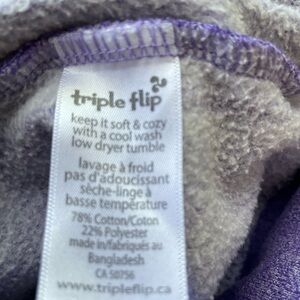 triple flip
keep it soft & cozy
with a cool wash
low dryer tumble
lavage à froid
pas d'adoucissant
sèche-linge à
basse température
78% Cotton/Coton
22% Polyester
made in/fabriqués au
Bangladesh
CA 50756
www.tripleflip.ca